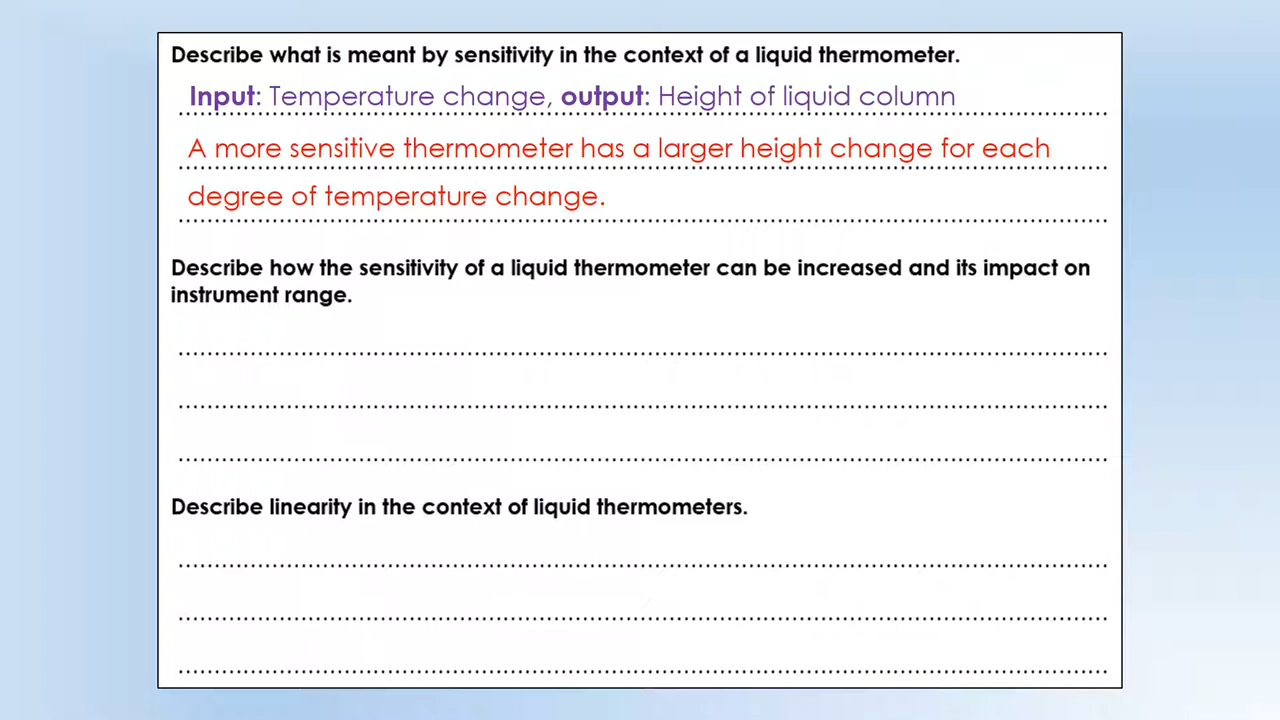 Describe what is meant by sensitivity in the context of a liquid thermometer.
Input: Temperature change, output: Height of liquid column
A more sensitive thermometer has a larger height change for each
degree of temperature change.
Describe how the sensitivity of a liquid thermometer can be increased and its impact on
instrument range.
Describe linearity in the context of liquid thermometers.